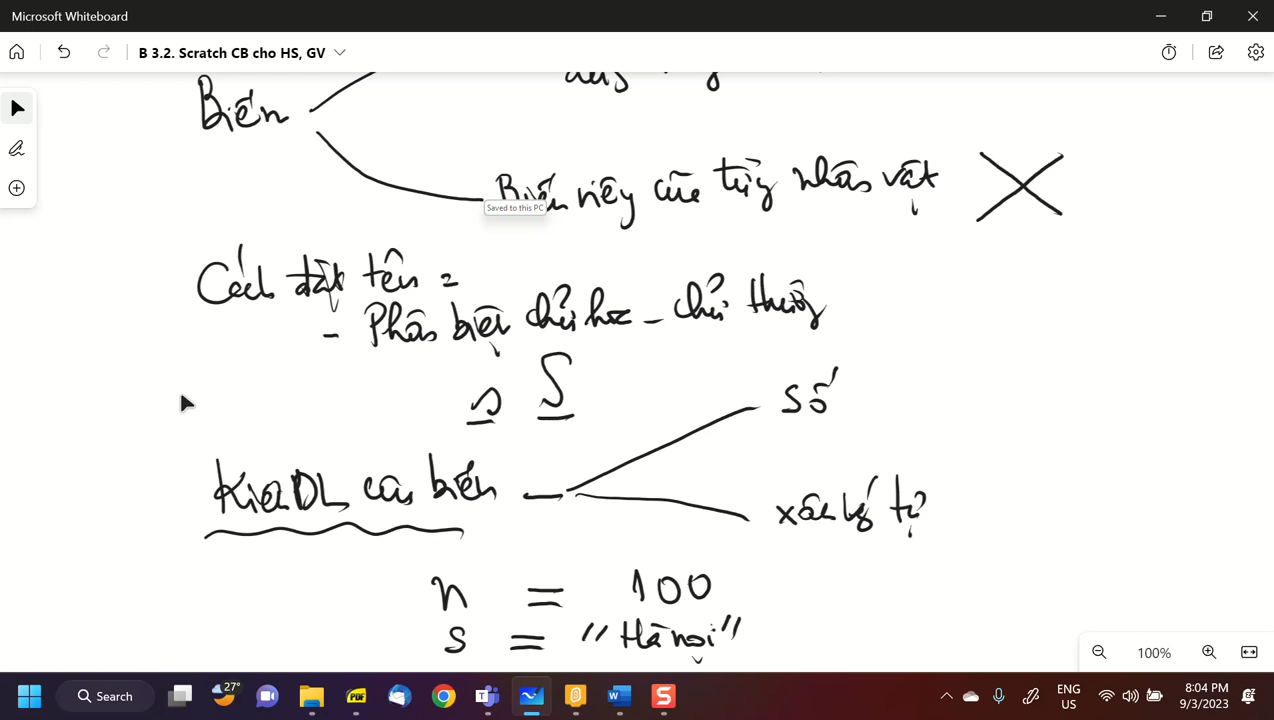 Microsoft Whiteboard
B 3.2. Scratch CB cho HS, GV
Biến
Biến riêng của từng nhân vật
Saved to this PC
Cách đặt tên :
- Phân biệt chữ hoa - chữ thường
s S
Kiểu DL của biến
số
xâu ký tự
n = 100
s = "Hà nội"
100%
27°
Search
ENG
US
8:04 PM
9/3/2023